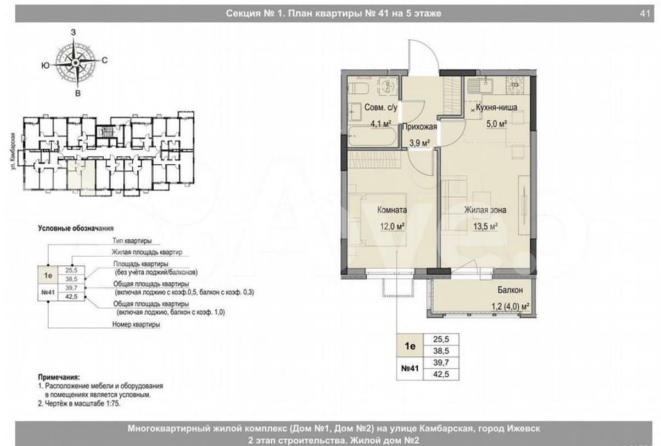 Секция № 1. План квартиры № 41 на 5 этаже
41
З
Ю
С
В
ул. Камбарская
Совм. с/у
4,1 м²
Прихожая
3,9 м²
Кухня-ниша
5,0 м²
Комната
12,0 м²
Жилая зона
13,5 м²
Балкон
1,2 (4,0) м²
Условные обозначания
Тип квартиры
Жилая площадь квартир
Площадь квартиры
(без учёта лоджий/балконов)
Общая площадь квартиры
(включая лоджию с коэф.0,5, балкон с коэф. 0,3)
Общая площадь квартиры
(включая лоджию, балкон с коэф. 1,0)
Номер квартиры
1е
№41
25,5
38,5
39,7
42,5
1е
№41
25,5
38,5
39,7
42,5
Примечания:
1. Расположение мебели и оборудования
в помещениях является условным.
2. Чертёж в масштабе 1:75.
Многоквартирный жилой комплекс (Дом №1, Дом №2) на улице Камбарская, город Ижевск
2 этап строительства. Жилой дом №2